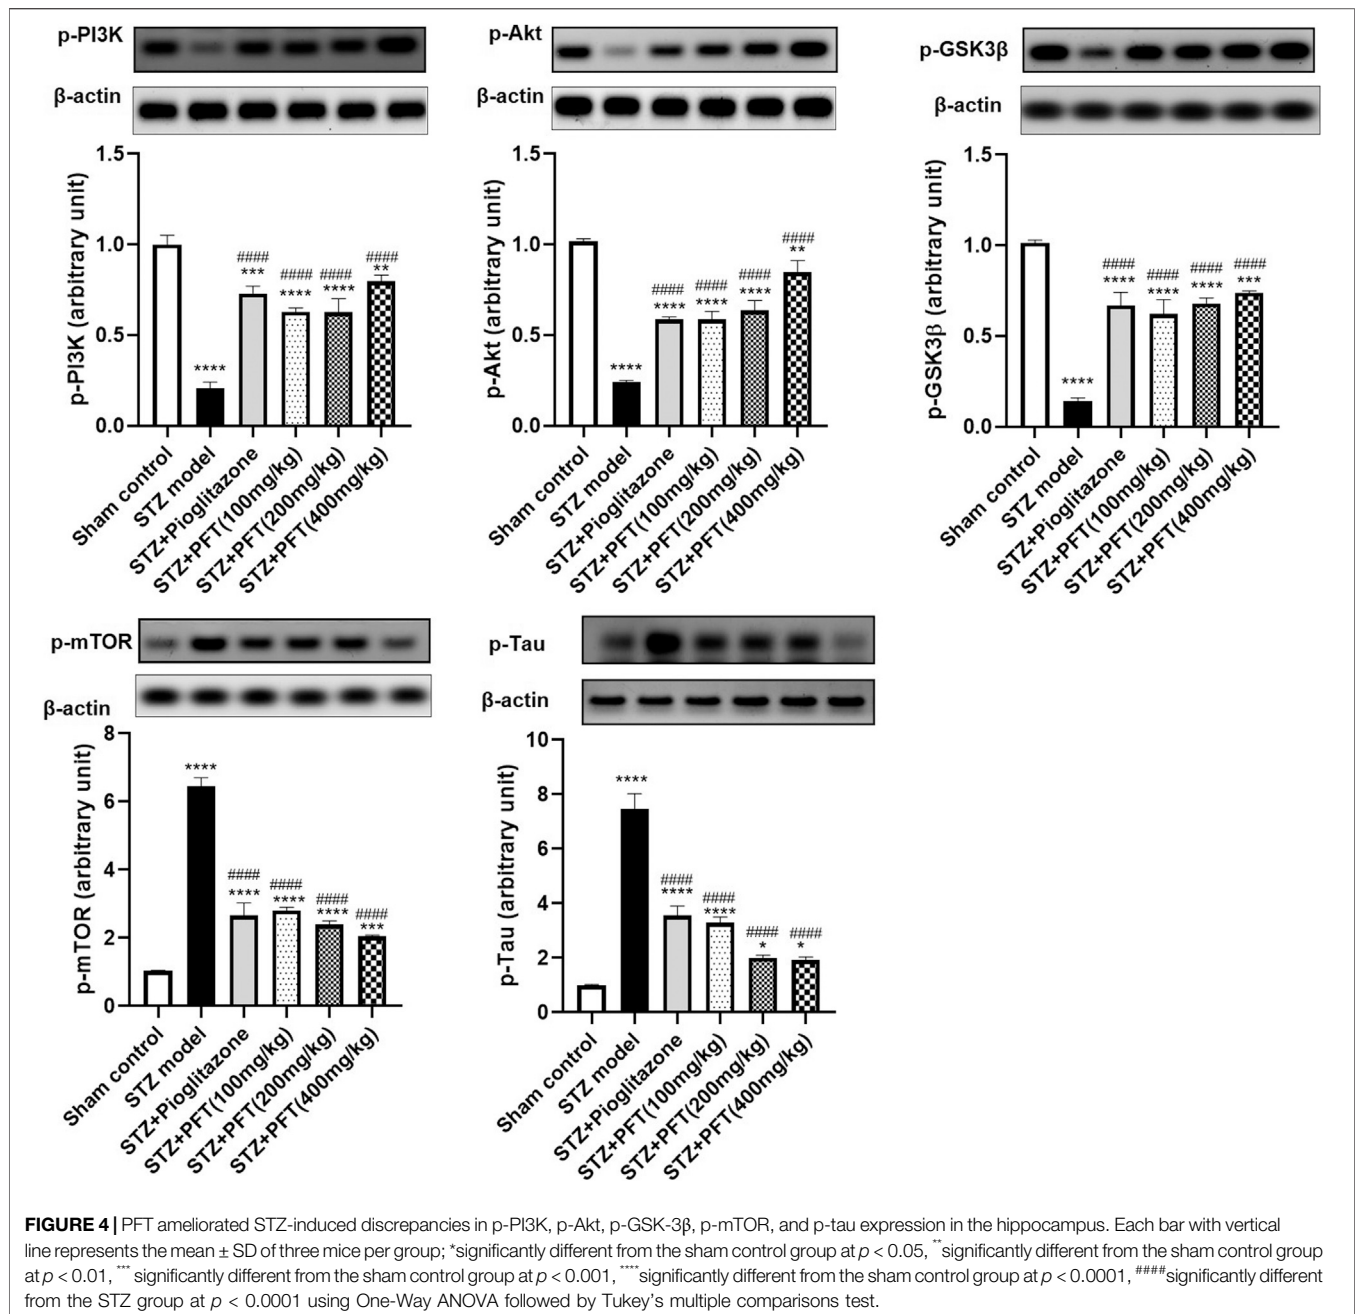 p-PI3K
β-actin
p-PI3K (arbitrary unit)
1.5
1.0
0.5
0.0
****
####
***
####
****
####
****
####
**
Sham control
STZ model
STZ+Pioglitazone
STZ+PFT(100mg/kg)
STZ+PFT(200mg/kg)
STZ+PFT(400mg/kg)
p-Akt
β-actin
p-Akt (arbitrary unit)
1.5
1.0
0.5
0.0
****
####
****
####
****
####
****
####
**
Sham control
STZ model
STZ+Pioglitazone
STZ+PFT(100mg/kg)
STZ+PFT(200mg/kg)
STZ+PFT(400mg/kg)
p-GSK3β
β-actin
p-GSK3β (arbitrary unit)
1.5
1.0
0.5
0.0
****
####
****
####
****
####
****
####
***
Sham control
STZ model
STZ+Pioglitazone
STZ+PFT(100mg/kg)
STZ+PFT(200mg/kg)
STZ+PFT(400mg/kg)
p-mTOR
β-actin
p-mTOR (arbitrary unit)
8
6
4
2
0
****
####
****
####
****
####
****
####
***
Sham control
STZ model
STZ+Pioglitazone
STZ+PFT(100mg/kg)
STZ+PFT(200mg/kg)
STZ+PFT(400mg/kg)
p-Tau
β-actin
p-Tau (arbitrary unit)
10
8
6
4
2
0
****
####
****
####
****
####
*
####
*
Sham control
STZ model
STZ+Pioglitazone
STZ+PFT(100mg/kg)
STZ+PFT(200mg/kg)
STZ+PFT(400mg/kg)
FIGURE 4 | PFT ameliorated STZ-induced discrepancies in p-PI3K, p-Akt, p-GSK-3β, p-mTOR, and p-tau expression in the hippocampus. Each bar with vertical
line represents the mean ± SD of three mice per group; *significantly different from the sham control group at p < 0.05, **significantly different from the sham control group
at p < 0.01, *** significantly different from the sham control group at p < 0.001, ****significantly different from the sham control group at p < 0.0001, ####significantly different
from the STZ group at p < 0.0001 using One-Way ANOVA followed by Tukey's multiple comparisons test.